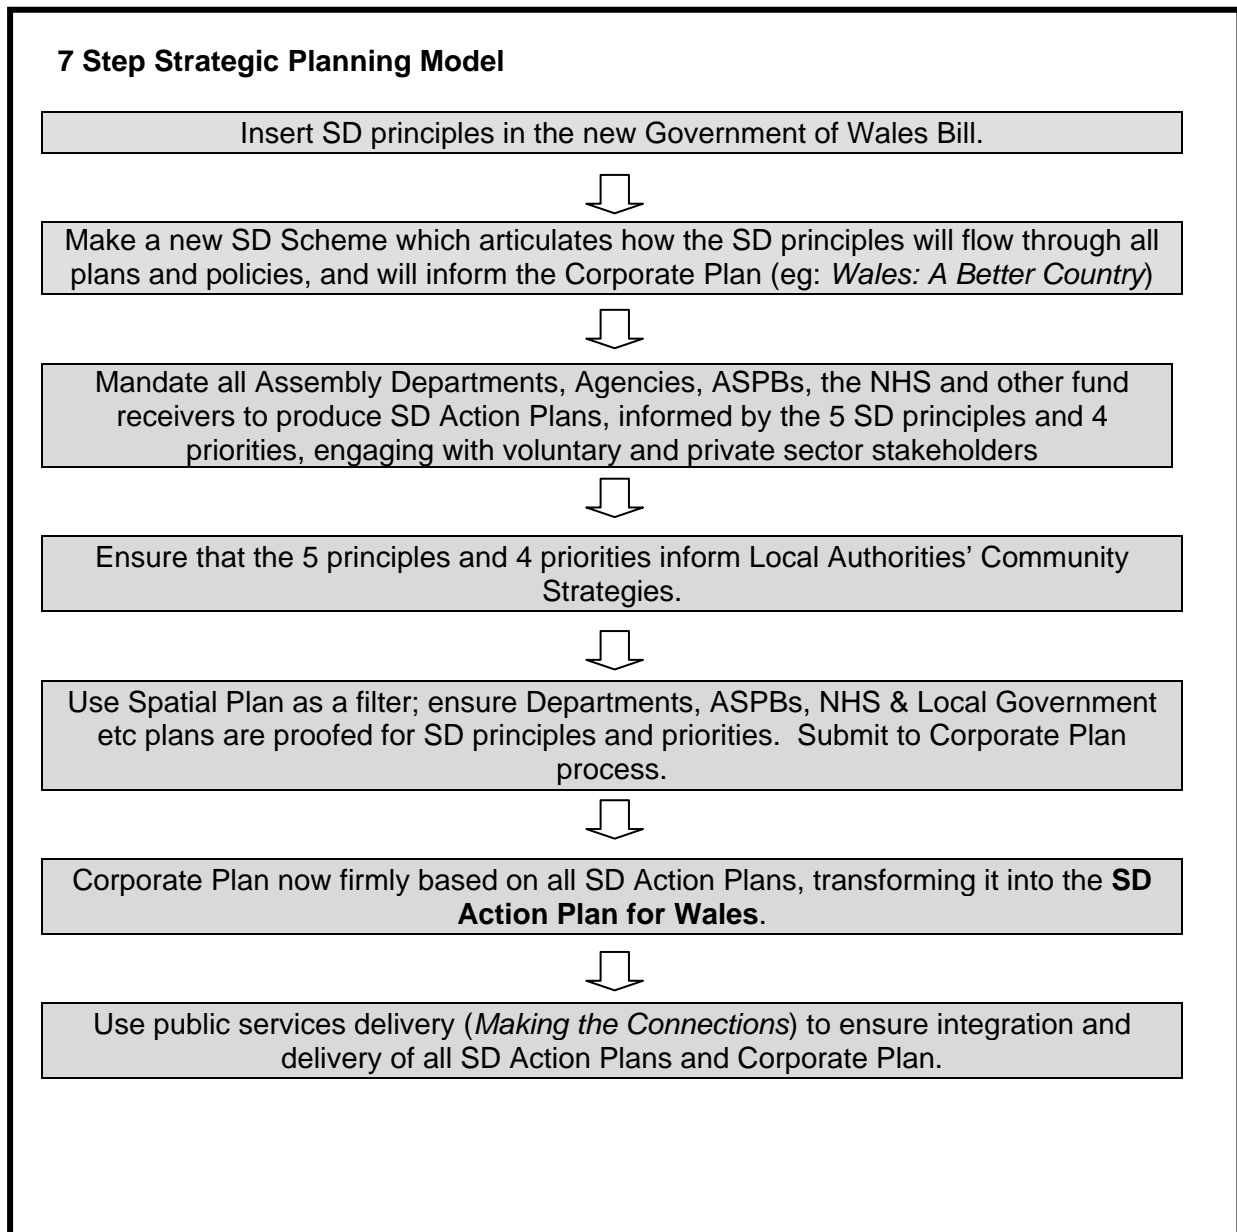 7 Step Strategic Planning Model
Insert SD principles in the new Government of Wales Bill.
Make a new SD Scheme which articulates how the SD principles will flow through all
plans and policies, and will inform the Corporate Plan (eg: Wales: A Better Country)
Mandate all Assembly Departments, Agencies, ASPBs, the NHS and other fund
receivers to produce SD Action Plans, informed by the 5 SD principles and 4
priorities, engaging with voluntary and private sector stakeholders
Ensure that the 5 principles and 4 priorities inform Local Authorities’ Community
Strategies.
Use Spatial Plan as a filter; ensure Departments, ASPBs, NHS & Local Government
etc plans are proofed for SD principles and priorities.  Submit to Corporate Plan
process.
Corporate Plan now firmly based on all SD Action Plans, transforming it into the SD
Action Plan for Wales.
Use public services delivery (Making the Connections) to ensure integration and
delivery of all SD Action Plans and Corporate Plan.